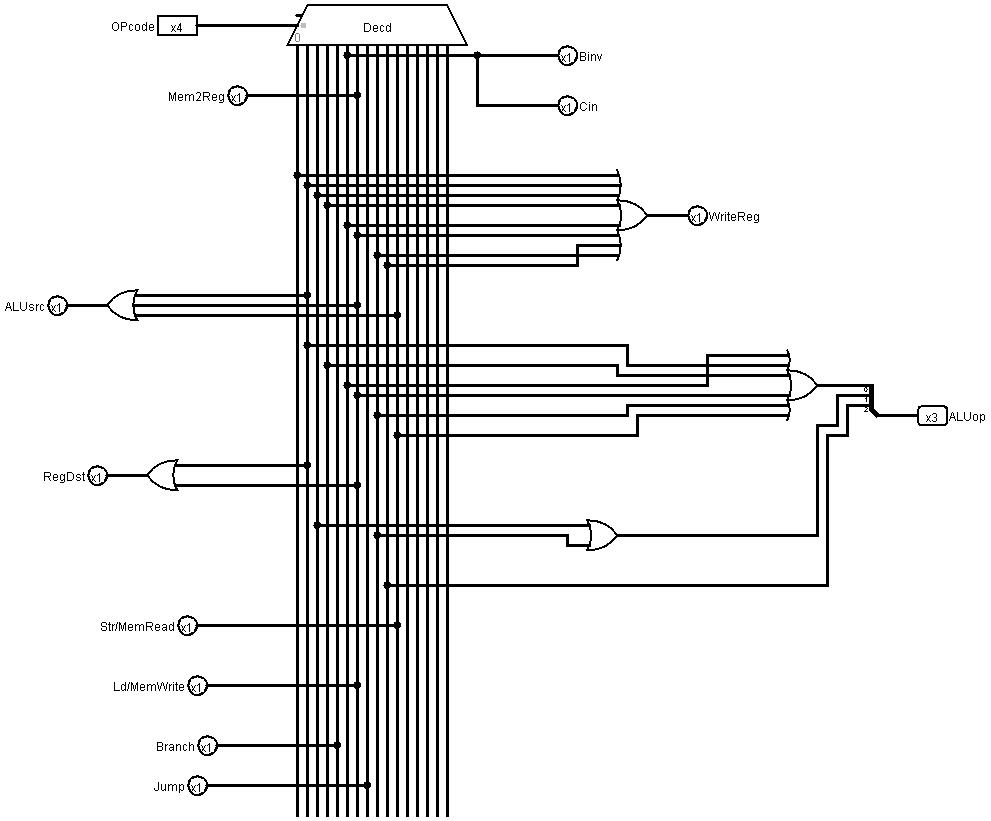 OPcode x4
Decd
0
x1 Binv
Mem2Reg x1
x1 Cin
x1 WriteReg
ALUsrc x1
0
1
2
x3 ALUop
RegDst x1
Str/MemRead x1
Ld/MemWrite x1
Branch x1
Jump x1